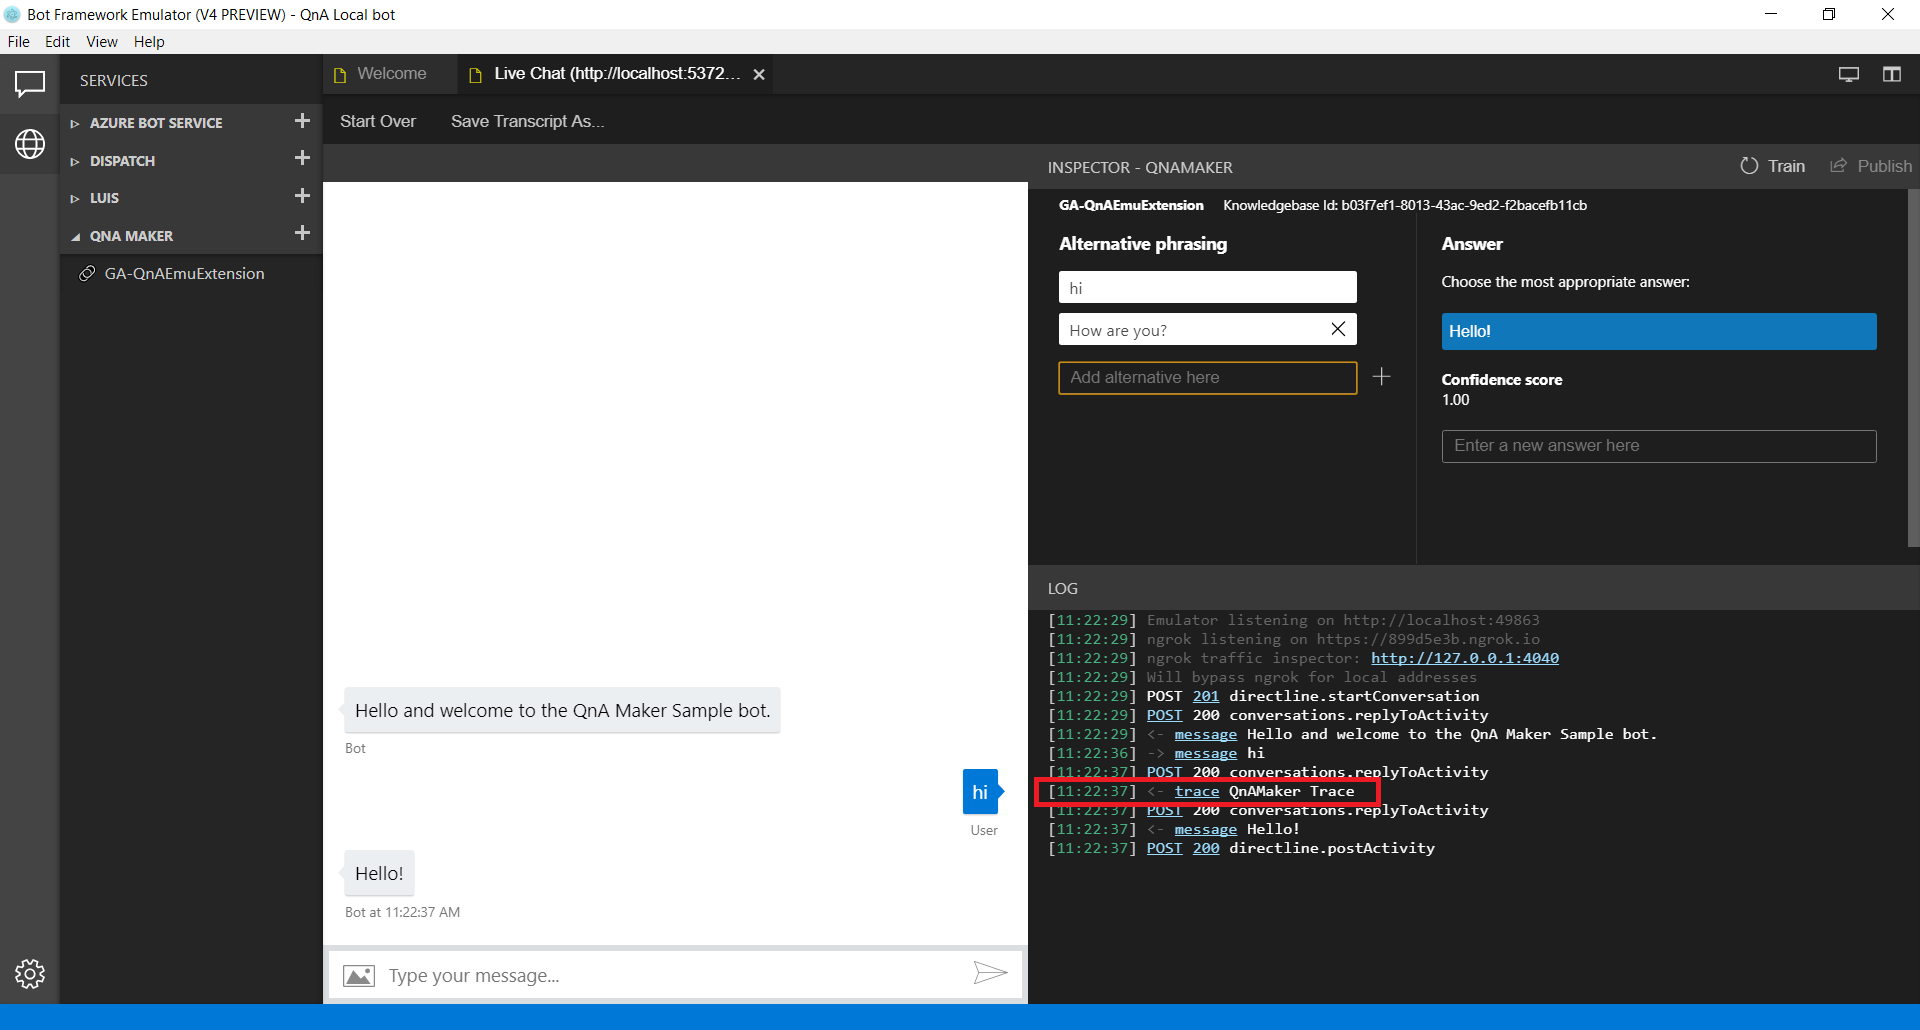 Bot Framework Emulator (V4 PREVIEW) - QnA Local bot
File Edit View Help
SERVICES
AZURE BOT SERVICE
DISPATCH
LUIS
QNA MAKER
GA-QnAEmuExtension
Welcome
Live Chat (http://localhost:5372...
Start Over Save Transcript As...
Hello and welcome to the QnA Maker Sample bot.
Bot
hi
User
Hello!
Bot at 11:22:37 AM
Type your message...
INSPECTOR - QNAMAKER
Train
Publish
GA-QnAEmuExtension Knowledgebase Id: b03f7ef1-8013-43ac-9ed2-f2bacefb11cb
Alternative phrasing
hi
How are you?
Add alternative here
Answer
Choose the most appropriate answer:
Hello!
Confidence score
1.00
Enter a new answer here
LOG
[11:22:29] Emulator listening on http://localhost:49863
[11:22:29] ngrok listening on https://899d5e3b.ngrok.io
[11:22:29] ngrok traffic inspector: http://127.0.0.1:4040
[11:22:29] Will bypass ngrok for local addresses
[11:22:29] POST 201 directline.startConversation
[11:22:29] POST 200 conversations.replyToActivity
[11:22:29] <- message Hello and welcome to the QnA Maker Sample bot.
[11:22:36] -> message hi
[11:22:37] POST 200 conversations.replyToActivity
[11:22:37] <- trace QnAMaker Trace
[11:22:37] POST 200 conversations.replyToActivity
[11:22:37] <- message Hello!
[11:22:37] POST 200 directline.postActivity